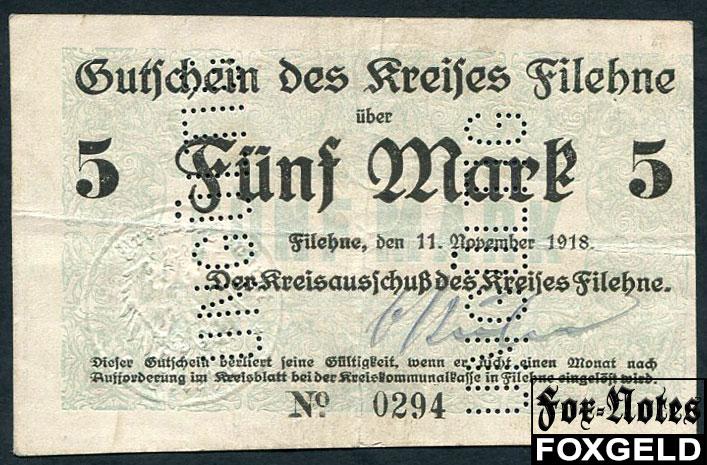 Gutschein des Kreises Filehne
über
5 Fünf Mark 5
Filehne, den 11. November 1918.
Der Kreisausschuß des Kreises Filehne.
Dieser Gutschein verliert seine Gültigkeit, wenn er nicht einen Monat nach
Aufforderung im Kreisblatt bei der Kreiskommunalkasse in Filehne eingelöst wird.
No 0294
Fox-Notes
FOXGELD